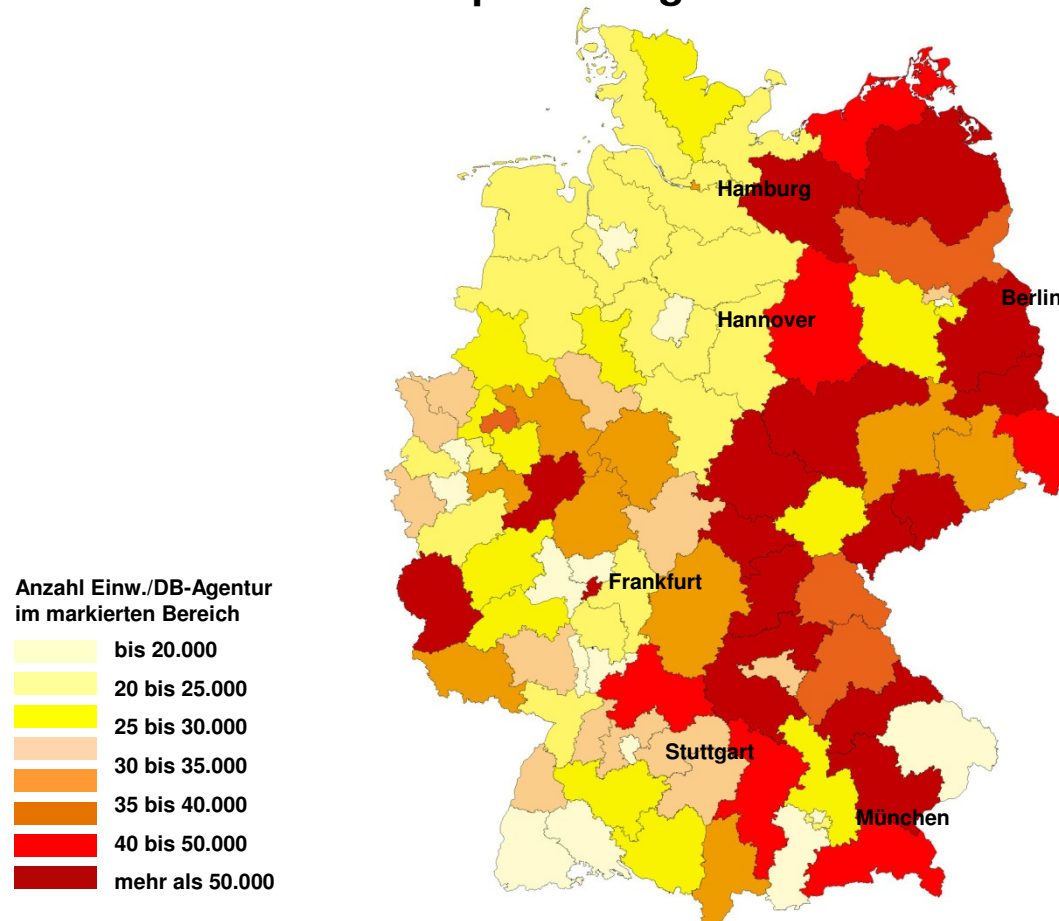 Hamburg
Berlin
Hannover
Frankfurt
Stuttgart
München
Anzahl Einw./DB-Agentur
im markierten Bereich
bis 20.000
20 bis 25.000
25 bis 30.000
30 bis 35.000
35 bis 40.000
40 bis 50.000
mehr als 50.000